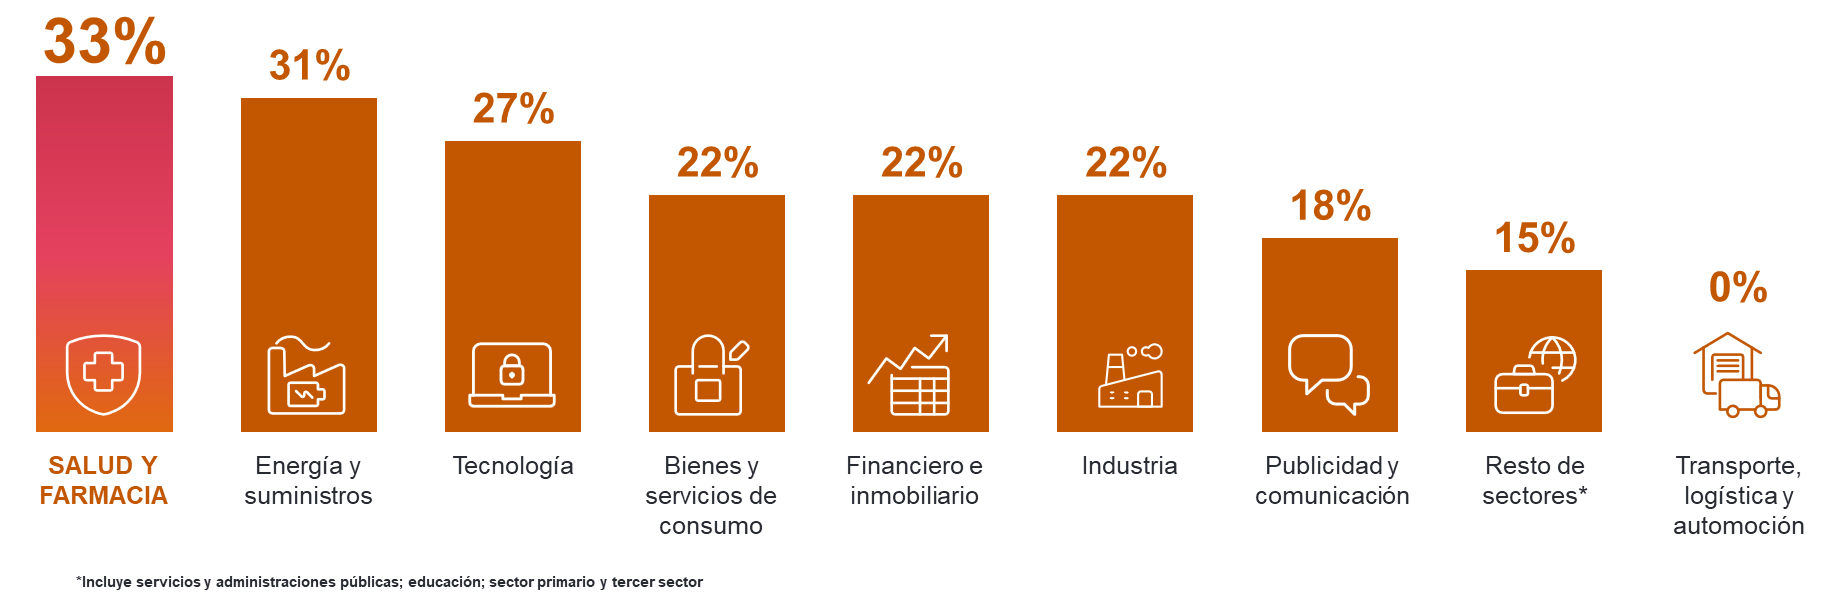 33%
31%
27%
22%
22%
22%
18%
15%
0%
SALUD Y
FARMACIA
Energía y
suministros
Tecnología
Bienes y
servicios de
consumo
Financiero e
inmobiliario
Industria
Publicidad y
comunicación
Resto de
sectores*
Transporte,
logística y
automoción
*Incluye servicios y administraciones públicas; educación; sector primario y tercer sector